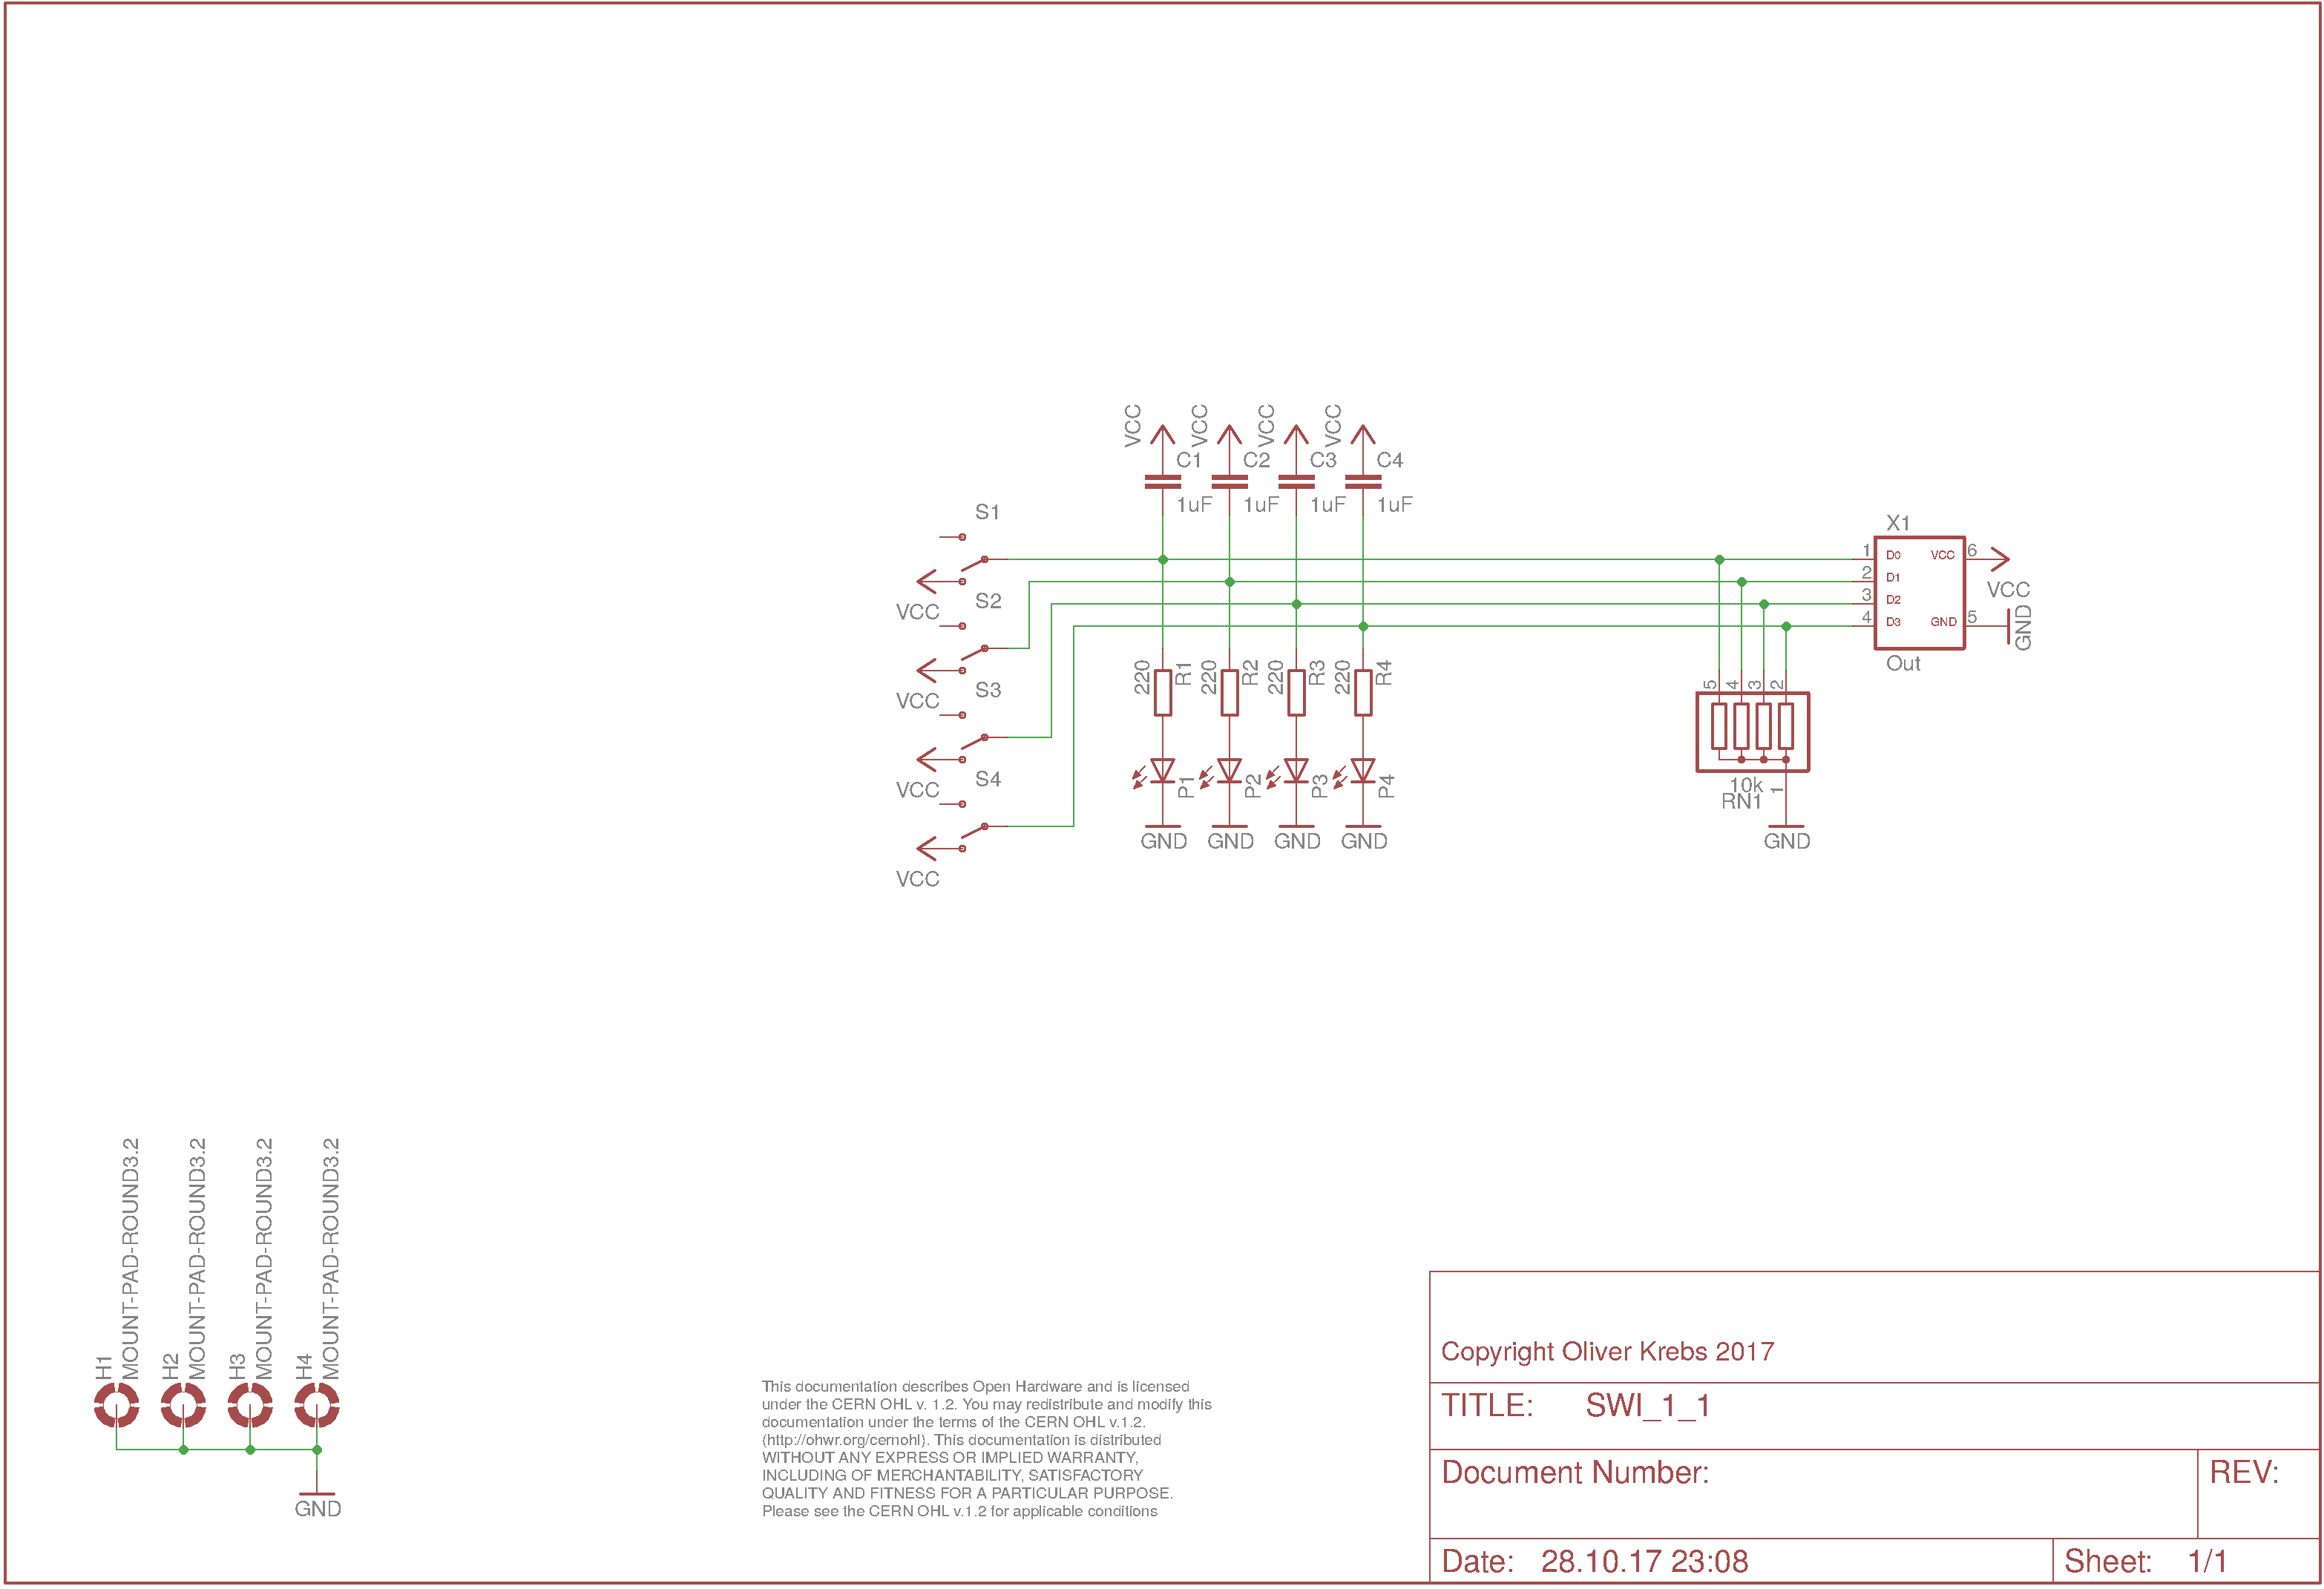 VCC VCC VCC VCC
C1 C2 C3 C4
1uF 1uF 1uF 1uF
S1
VCC
S2
VCC
S3
VCC
S4
VCC
220 R1 220 R2 220 R3 220 R4
P1 P2 P3 P4
GND GND GND GND
X1
1 D0 VCC 6
2 D1
VCC
3 D2
4 D3 GND 5
GND
Out
5 4 3 2
10k
RN1
1
GND
MOUNT-PAD-ROUND3.2 MOUNT-PAD-ROUND3.2 MOUNT-PAD-ROUND3.2 MOUNT-PAD-ROUND3.2
H1 H2 H3 H4
GND
This documentation describes Open Hardware and is licensed
under the CERN OHL v. 1.2. You may redistribute and modify this
documentation under the terms of the CERN OHL v.1.2.
(http://ohwr.org/cernohl). This documentation is distributed
WITHOUT ANY EXPRESS OR IMPLIED WARRANTY,
INCLUDING OF MERCHANTABILITY, SATISFACTORY
QUALITY AND FITNESS FOR A PARTICULAR PURPOSE.
Please see the CERN OHL v.1.2 for applicable conditions
Copyright Oliver Krebs 2017
TITLE: SWI_1_1
Document Number:
REV:
Date: 28.10.17 23:08
Sheet: 1/1